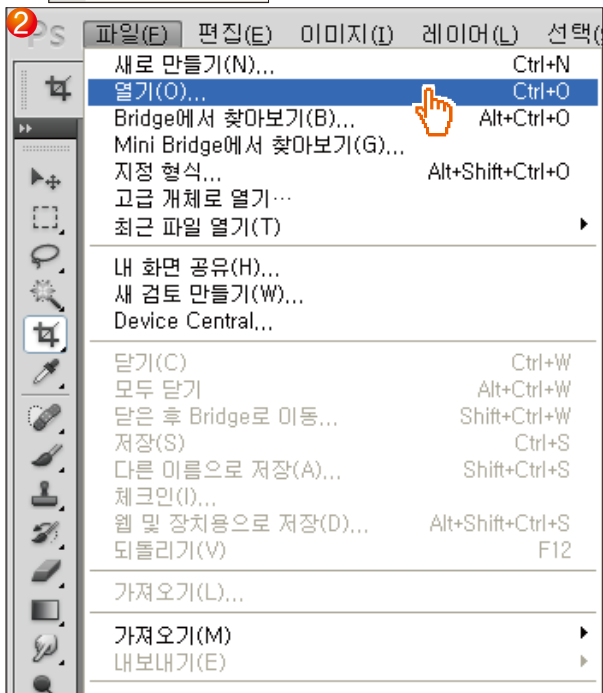 2
Ps 파일(F) 편집(E) 이미지(I) 레이어(L) 선택(
새로 만들기(N)... Ctrl+N
열기(O)... Ctrl+O
Bridge에서 찾아보기(B)... Alt+Ctrl+O
Mini Bridge에서 찾아보기(G)...
지정 형식... Alt+Shift+Ctrl+O
고급 개체로 열기…
최근 파일 열기(T)
내 화면 공유(H)...
새 검토 만들기(W)...
Device Central...
닫기(C) Ctrl+W
모두 닫기 Alt+Ctrl+W
닫은 후 Bridge로 이동... Shift+Ctrl+W
저장(S) Ctrl+S
다른 이름으로 저장(A)... Shift+Ctrl+S
체크인(I)...
웹 및 장치용으로 저장(D)... Alt+Shift+Ctrl+S
되돌리기(V) F12
가져오기(L)...
가져오기(M)
내보내기(E)